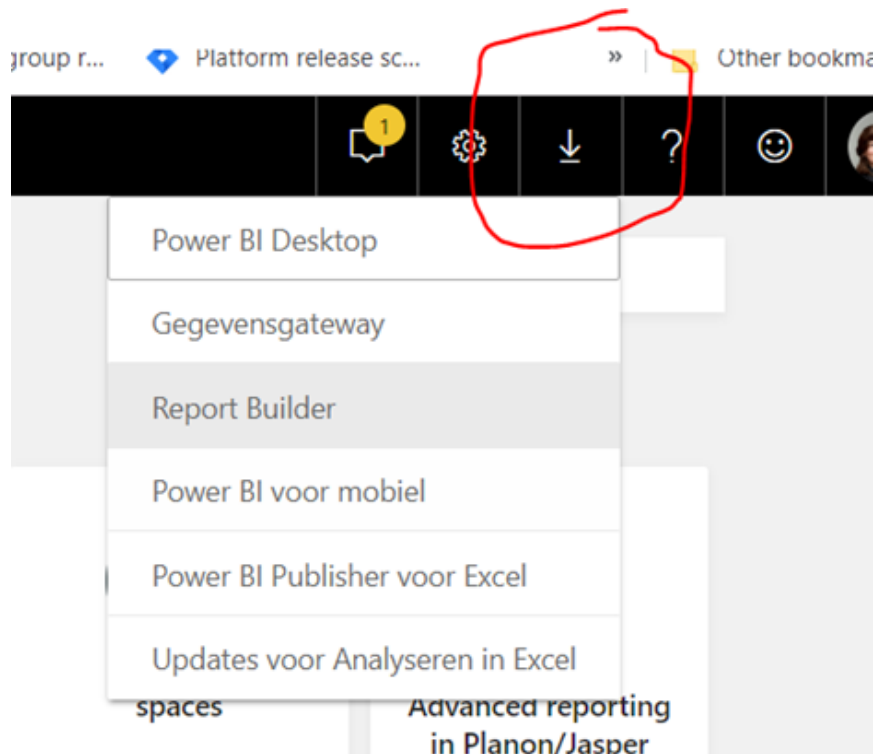 group r... Platform release sc... » Other bookma
1 ?
Power BI Desktop
Gegevensgateway
Report Builder
Power BI voor mobiel
Power BI Publisher voor Excel
Updates voor Analyseren in Excel
spaces
Advanced reporting
in Planon/Jasper